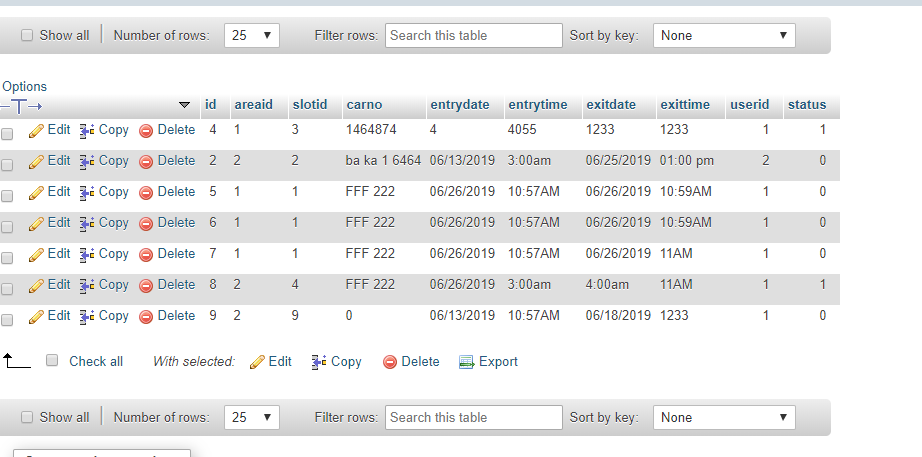 Show all Number of rows: 25 Filter rows: Search this table Sort by key: None
Options
id areaid slotid carno entrydate entrytime exitdate exittime userid status
Edit Copy Delete 4 1 3 1464874 4 4055 1233 1233 1 1
Edit Copy Delete 2 2 2 ba ka 1 6464 06/13/2019 3:00am 06/25/2019 01:00 pm 2 0
Edit Copy Delete 5 1 1 FFF 222 06/26/2019 10:57AM 06/26/2019 10:59AM 1 0
Edit Copy Delete 6 1 1 FFF 222 06/26/2019 10:57AM 06/26/2019 10:59AM 1 0
Edit Copy Delete 7 1 1 FFF 222 06/26/2019 10:57AM 06/26/2019 11AM 1 0
Edit Copy Delete 8 2 4 FFF 222 06/26/2019 3:00am 4:00am 11AM 1 1
Edit Copy Delete 9 2 9 0 06/13/2019 10:57AM 06/18/2019 1233 1 0
Check all With selected: Edit Copy Delete Export
Show all Number of rows: 25 Filter rows: Search this table Sort by key: None